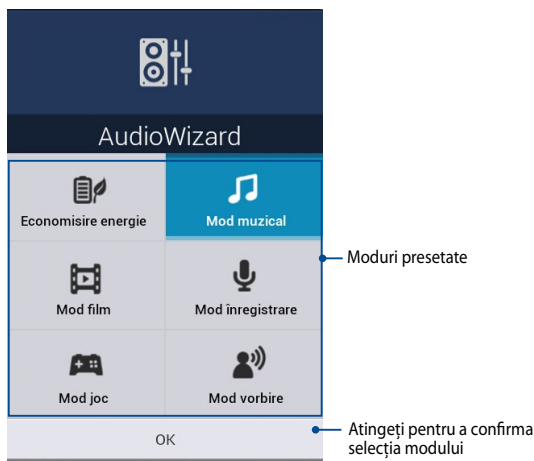 AudioWizard
Economisire energie
Mod muzical
Mod film
Mod înregistrare
Mod joc
Mod vorbire
OK
Moduri presetate
Atingeți pentru a confirma
selecția modului